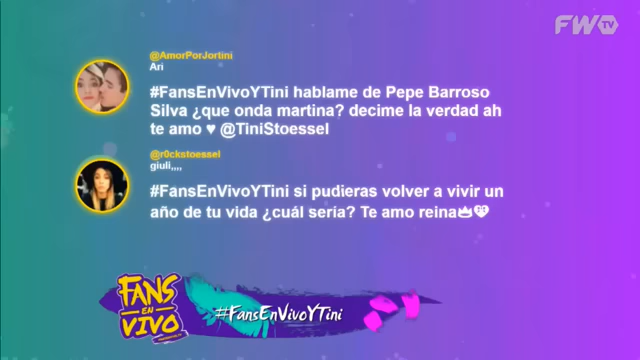 FWTV
@AmorPorJortini
Ari
#FansEnVivoYTini hablame de Pepe Barroso
Silva ¿que onda martina? decime la verdad ah
te amo ♥ @TiniStoessel
@r0ckstoessel
giuli,,,,
#FansEnVivoYTini si pudieras volver a vivir un
año de tu vida ¿cuál seria? Te amo reina
FANS
EN
VIVO
#FansEnVivoYTini